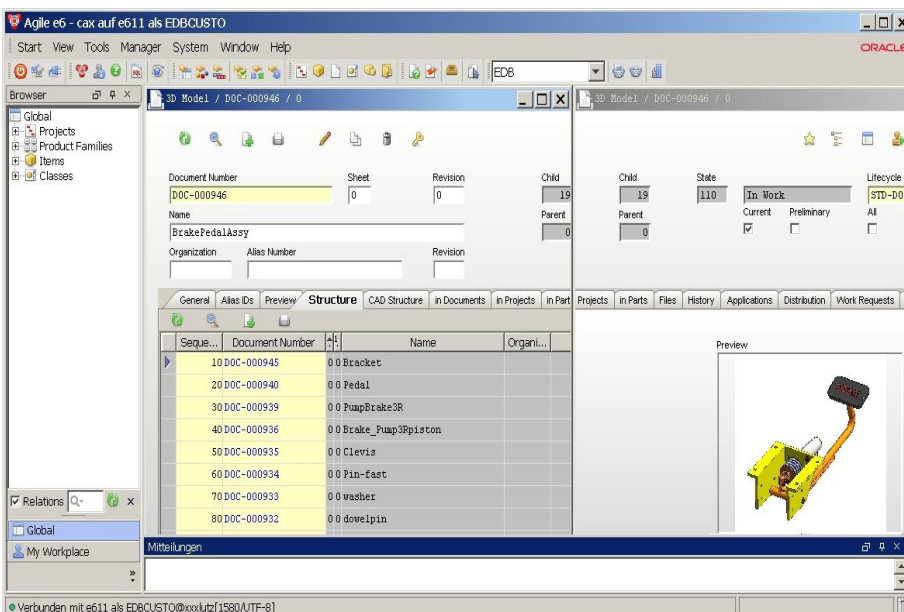 Agile e6 - cax auf e611 als EDBCUSTO
Start View Tools Manager System Window Help
ORACLE
EDB
Browser
Global
Projects
Product Families
Items
Classes
Relations
Global
My Workplace
3D Model / DOC-000946 / 0
Document Number Sheet Revision Child
DOC-000946 0 0 19
Name Parent
BrakePedalAssy 0
Organization Alias Number Revision
General Alias IDs Preview Structure CAD Structure in Documents in Projects in Part
Seque... Document Number Name Organi...
10 DOC-000945 0 0 Bracket
20 DOC-000940 0 0 Pedal
30 DOC-000939 0 0 PumpBrake3R
40 DOC-000936 0 0 Brake_Pump3Rpiston
50 DOC-000935 0 0 Clevis
60 DOC-000934 0 0 Pin-fast
70 DOC-000933 0 0 washer
80 DOC-000932 0 0 dowelpin
3D Model / DOC-000946 / 0
Child State Lifecycle
19 110 In Work STD-DO
Parent Current Preliminary All
0
Projects in Parts Files History Applications Distribution Work Requests
Preview
Mitteilungen
Verbunden mit e611 als EDBCUSTO@xxxlutz[1580/UTF-8]